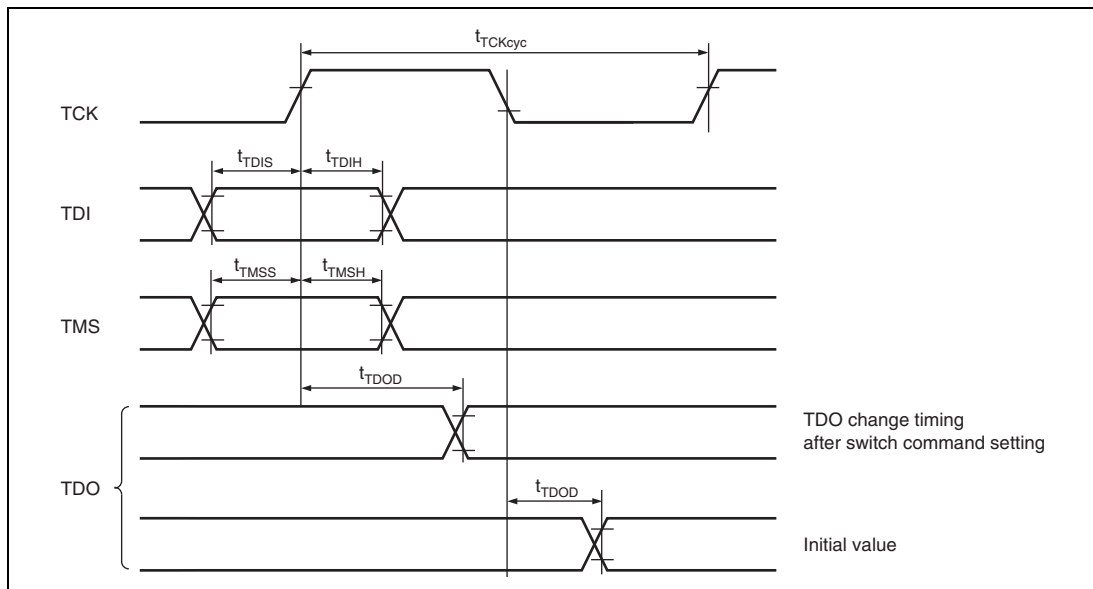 tTCKcyc
TCK
tTDIS
tTDIH
TDI
tTMSS
tTMSH
TMS
tTDOD
TDO change timing
after switch command setting
TDO
tTDOD
Initial value